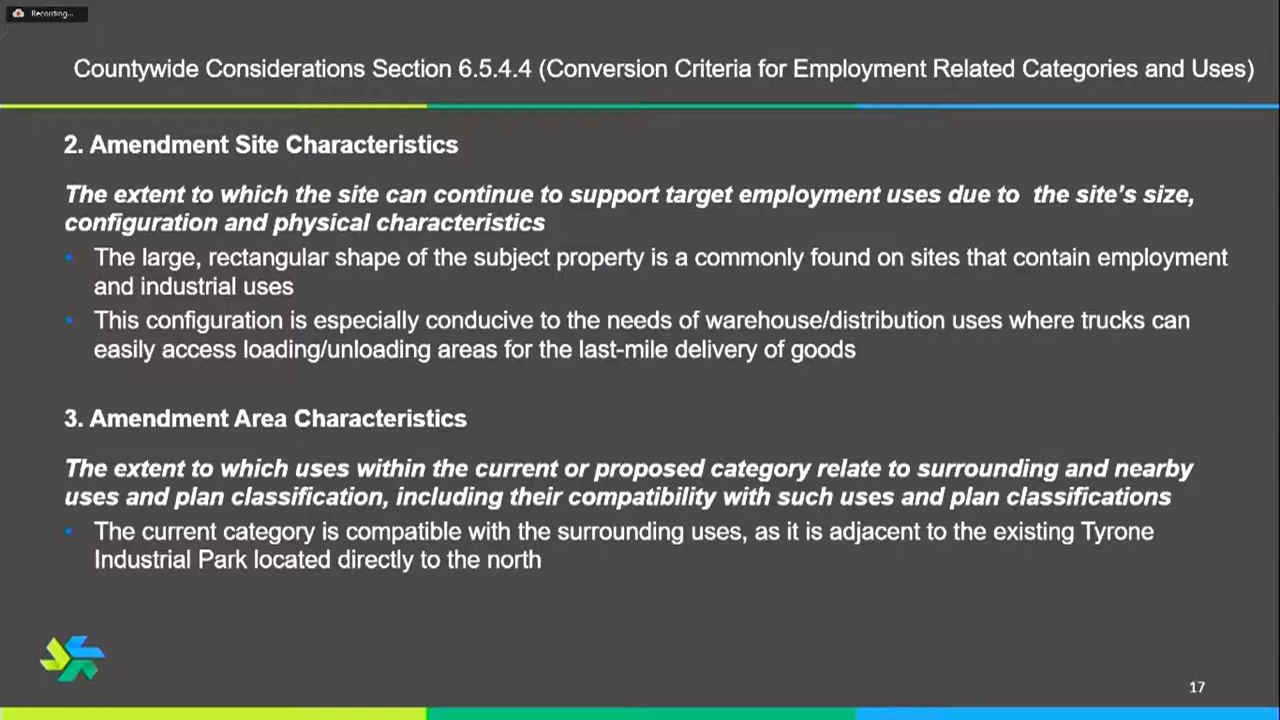 Recording...
Countywide Considerations Section 6.5.4.4 (Conversion Criteria for Employment Related Categories and Uses)
2. Amendment Site Characteristics
The extent to which the site can continue to support target employment uses due to the site's size,
configuration and physical characteristics
• The large, rectangular shape of the subject property is a commonly found on sites that contain employment
and industrial uses
• This configuration is especially conducive to the needs of warehouse/distribution uses where trucks can
easily access loading/unloading areas for the last-mile delivery of goods
3. Amendment Area Characteristics
The extent to which uses within the current or proposed category relate to surrounding and nearby
uses and plan classification, including their compatibility with such uses and plan classifications
• The current category is compatible with the surrounding uses, as it is adjacent to the existing Tyrone
Industrial Park located directly to the north
17